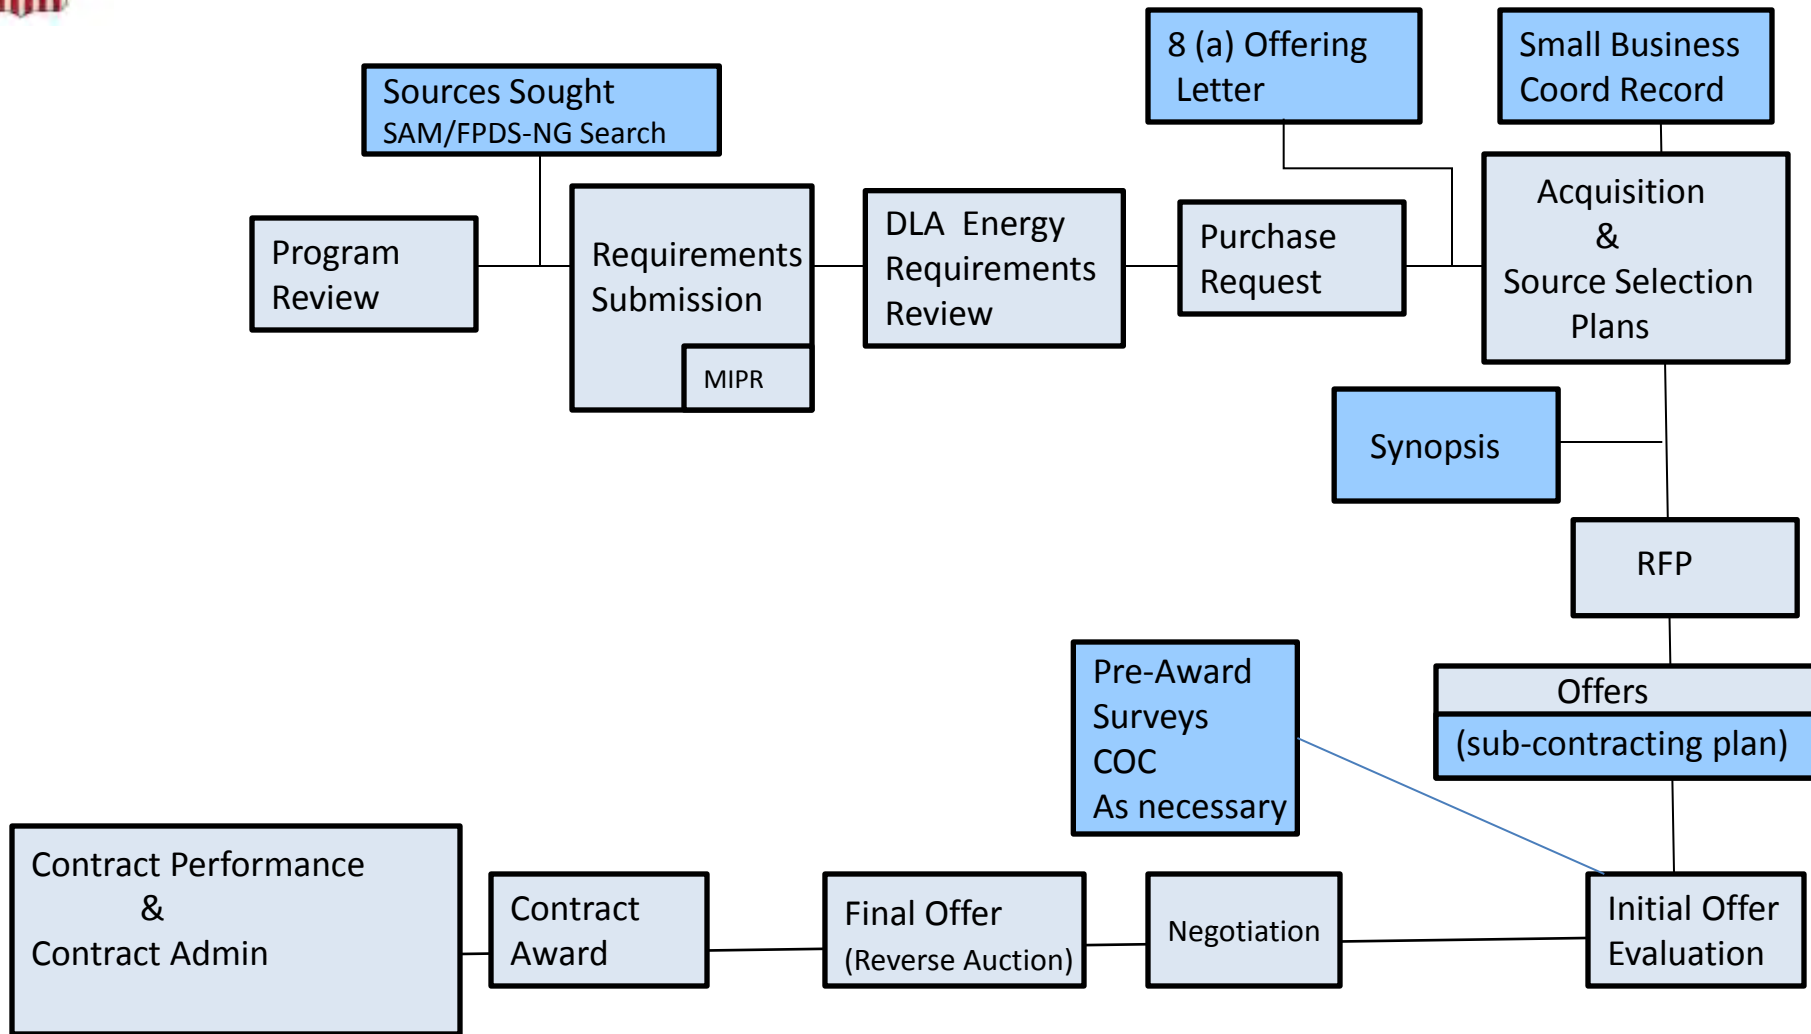 8 (a) Offering
Letter
Small Business
Coord Record
Sources Sought
SAM/FPDS-NG Search
Program
Review
Requirements
Submission
MIPR
DLA Energy
Requirements
Review
Purchase
Request
Acquisition
&
Source Selection
Plans
Synopsis
RFP
Offers
(sub-contracting plan)
Pre-Award
Surveys
COC
As necessary
Initial Offer
Evaluation
Negotiation
Final Offer
(Reverse Auction)
Contract
Award
Contract Performance
&
Contract Admin